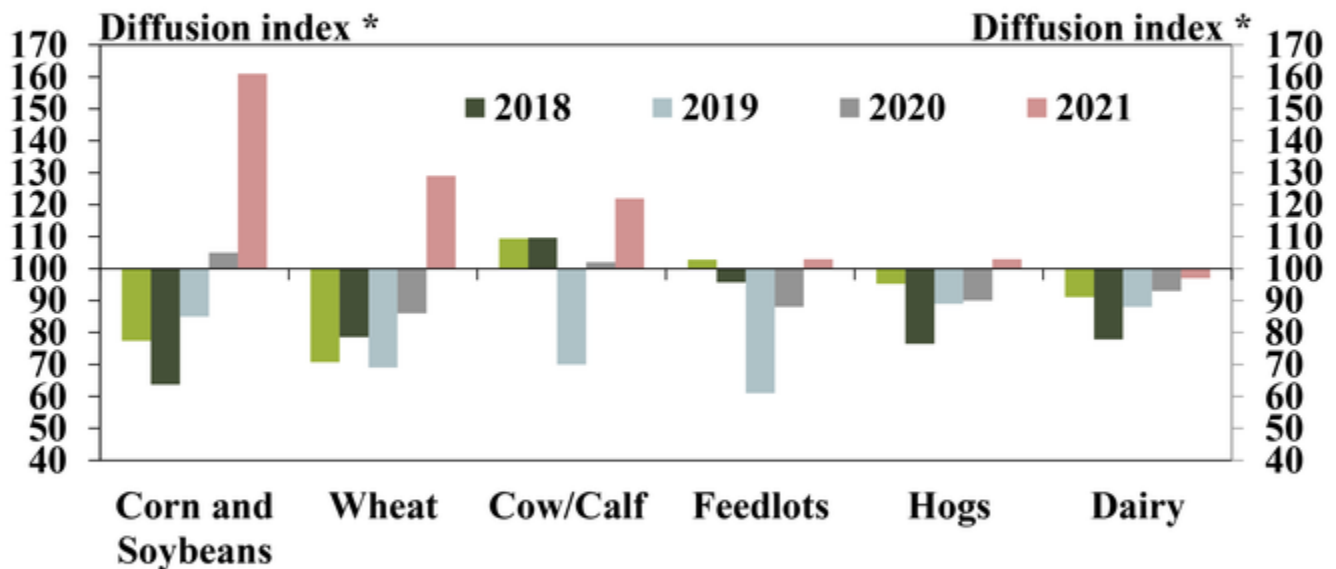 Diffusion index * Diffusion index *
170 170
160 160
150 150
140 140
130 130
120 120
110 110
100 100
90 90
80 80
70 70
60 60
50 50
40 40
2018 2019 2020 2021
Corn and Soybeans
Wheat
Cow/Calf
Feedlots
Hogs
Dairy